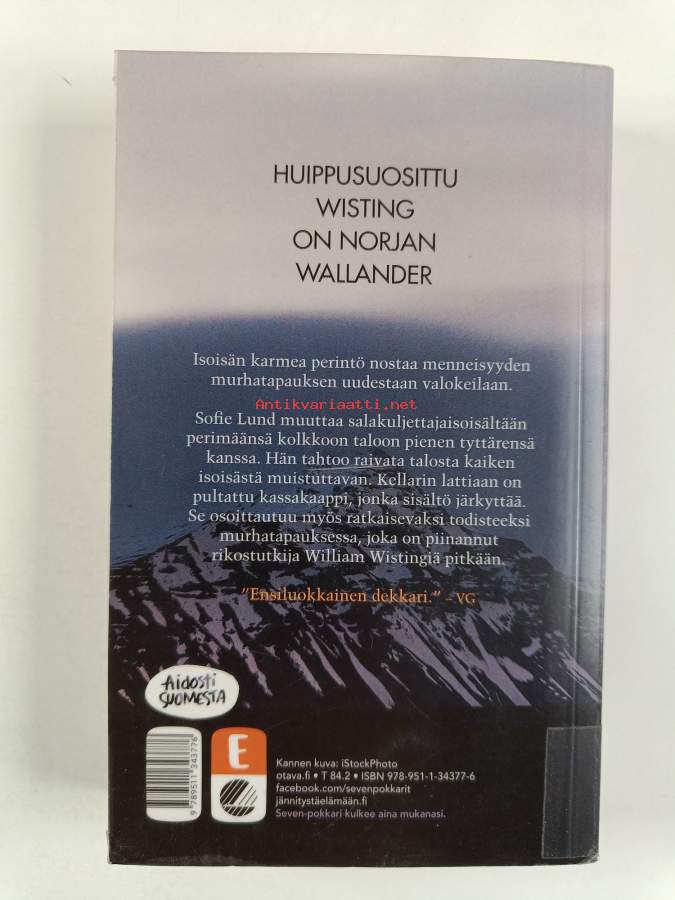 HUIPPUSUOSITTU
WISTING
ON NORJAN
WALLANDER
Isoisän karmea perintö nostaa menneisyyden
murhatapauksen uudestaan valokeilaan.
Antikvariaatti.net
Sofie Lund muuttaa salakuljettajaisoisältään
perimäänsä kolkkoon taloon pienen tyttärensä
kanssa. Hän tahtoo raivata talosta kaiken
isoisästä muistuttavan. Kellarin lattiaan on
pultattu kassakaappi, jonka sisältö järkyttää.
Se osoittautuu myös ratkaisevaksi todisteeksi
murhatapauksessa, joka on piinannut
rikostutkija William Wistingiä pitkään.
”Ensiluokkainen dekkari.” – VG
Aidosti
SUOMESTA
E
9 789511 343776
Kannen kuva: iStockPhoto
otava.fi • T 84.2 • ISBN 978-951-1-34377-6
facebook.com/sevenpokkarit
jännitystäelämään.fi
Seven-pokkari kulkee aina mukanasi.